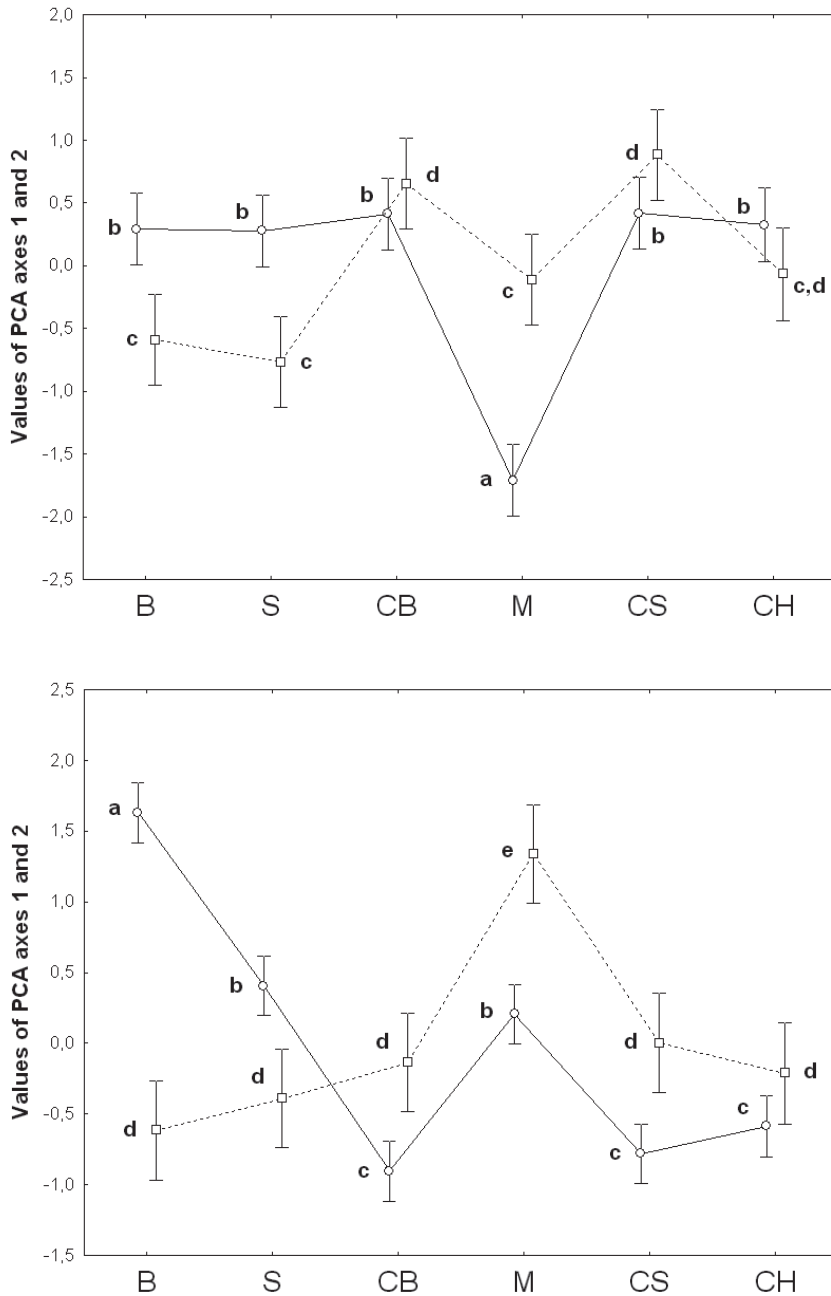 Values of PCA axes 1 and 2
2,0
1,5
1,0
0,5
0,0
-0,5
-1,0
-1,5
-2,0
-2,5
b
b
b
d
c
c
c
a
d
b
b
c,d
B S CB M CS CH
Values of PCA axes 1 and 2
2,5
2,0
1,5
1,0
0,5
0,0
-0,5
-1,0
-1,5
a
b
d
d
d
c
e
b
d
c
c
d
B S CB M CS CH